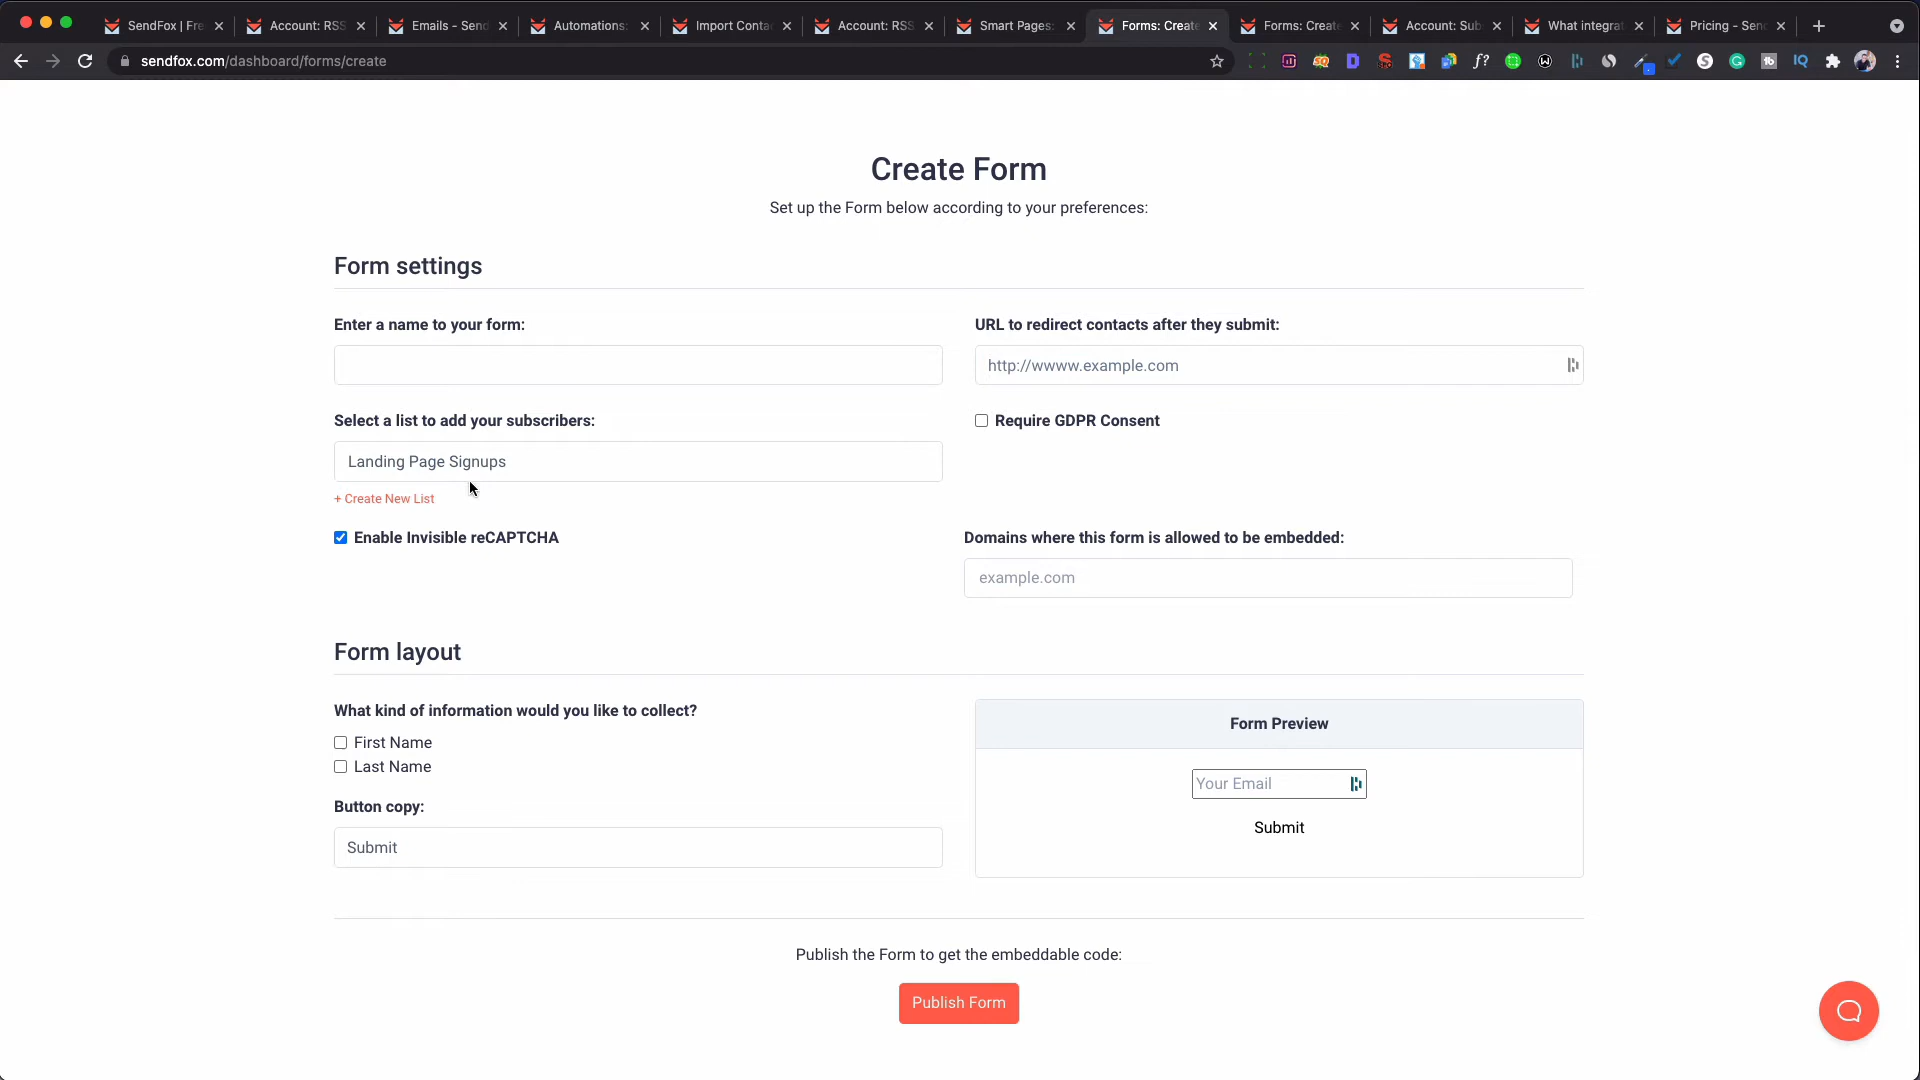 SendFox | Fre
Account: RSS
Emails - Send
Automations:
Import Conta
Account: RSS
Smart Pages:
Forms: Create
Forms: Create
Account: Sub
What integrat
Pricing - Sen
sendfox.com/dashboard/forms/create
Create Form
Set up the Form below according to your preferences:
Form settings
Enter a name to your form:
URL to redirect contacts after they submit:
http://wwww.example.com
Select a list to add your subscribers:
Require GDPR Consent
Landing Page Signups
+ Create New List
Enable Invisible reCAPTCHA
Domains where this form is allowed to be embedded:
example.com
Form layout
What kind of information would you like to collect?
Form Preview
First Name
Last Name
Your Email
Button copy:
Submit
Submit
Publish the Form to get the embeddable code:
Publish Form